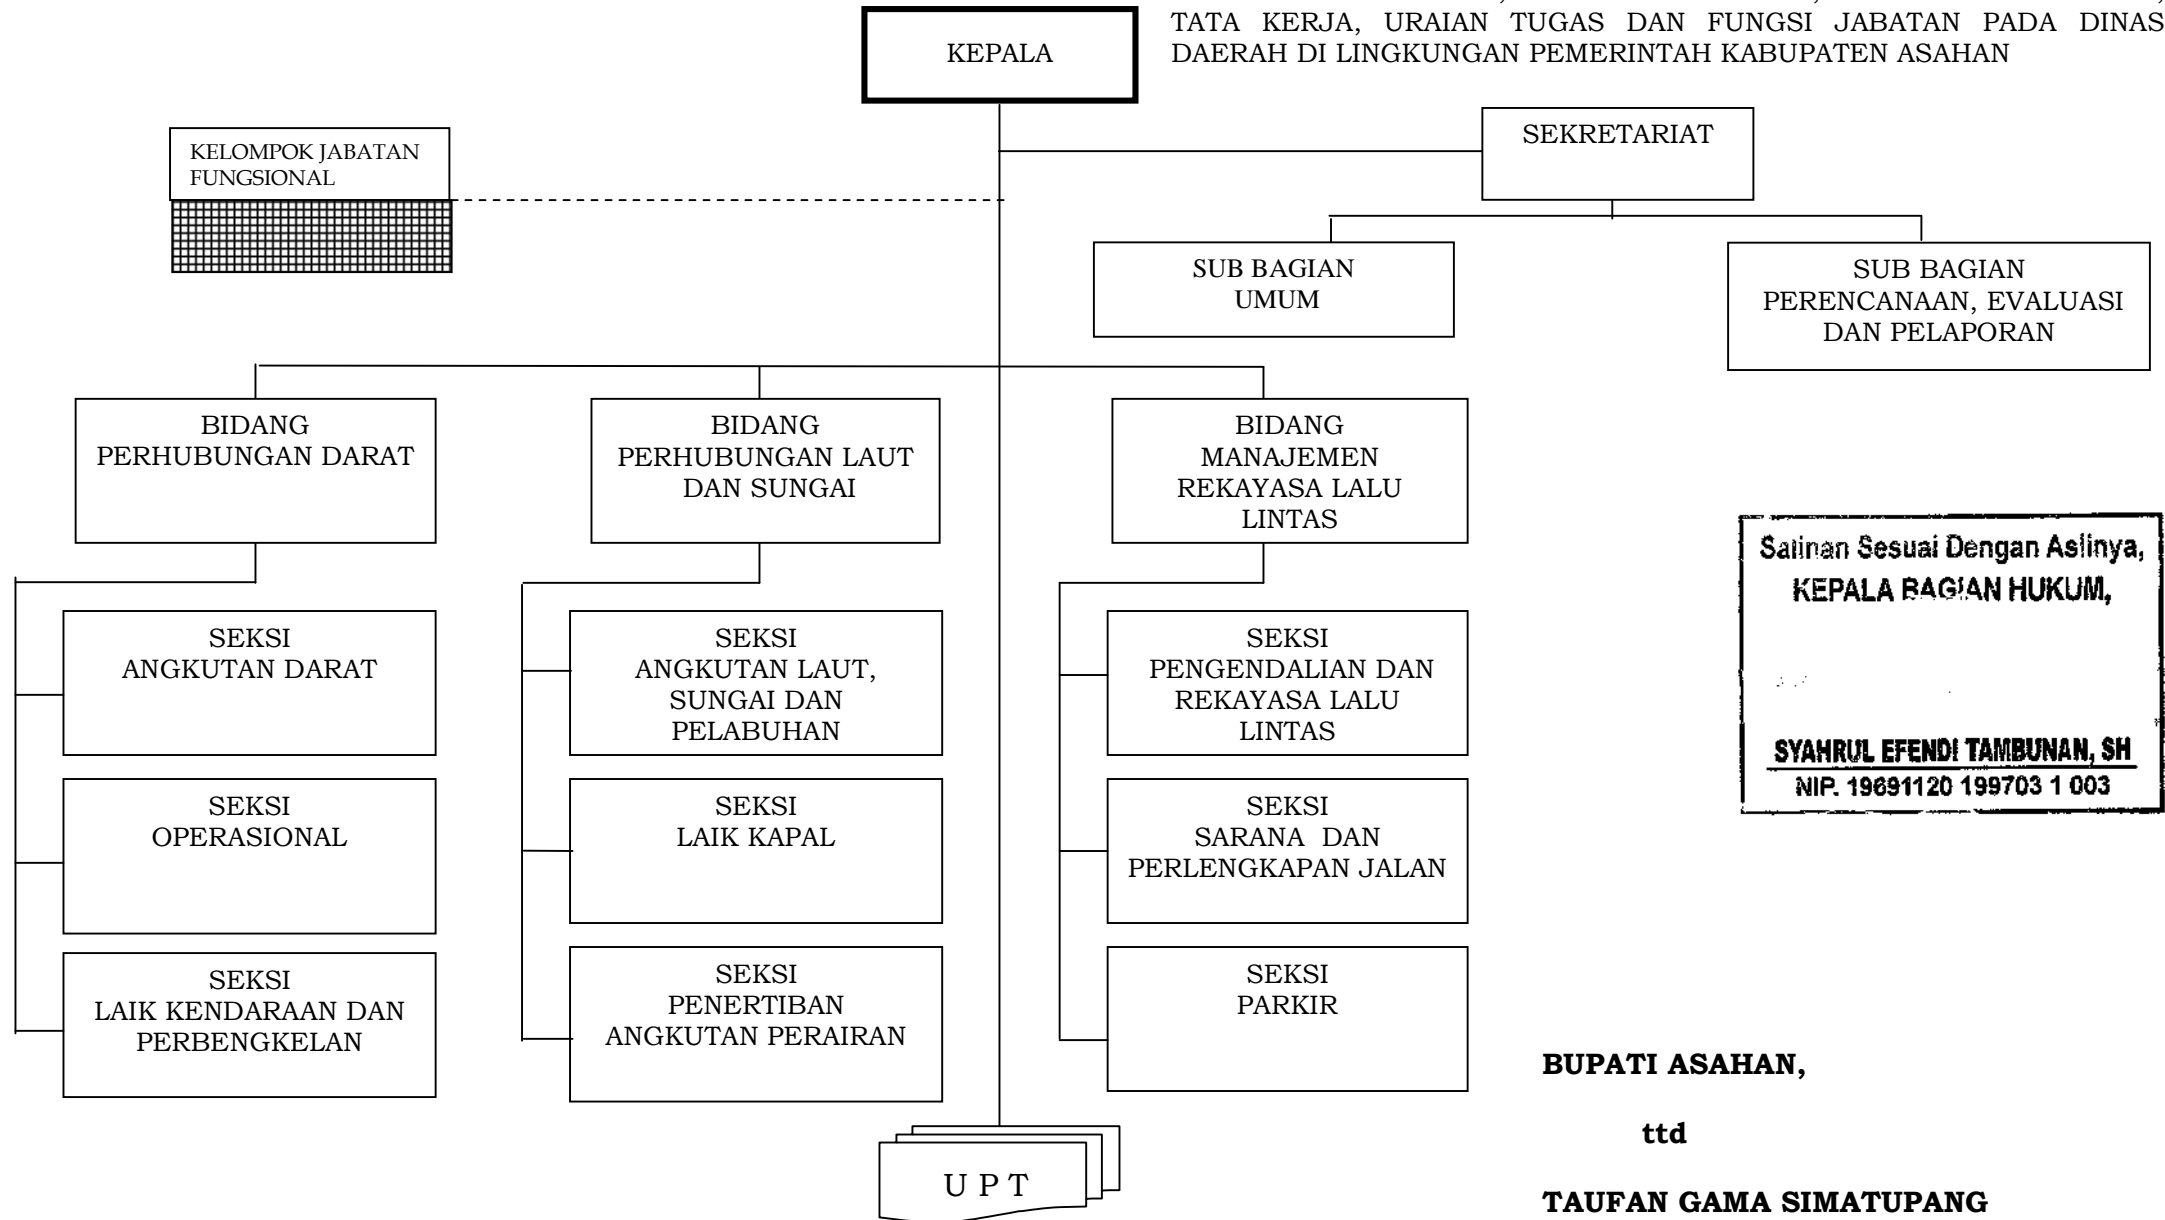 TATA KERJA, URAIAN TUGAS DAN FUNGSI JABATAN PADA DINAS
DAERAH DI LINGKUNGAN PEMERINTAH KABUPATEN ASAHAN
KEPALA
SEKRETARIAT
KELOMPOK JABATAN
FUNGSIONAL
SUB BAGIAN
UMUM
SUB BAGIAN
PERENCANAAN, EVALUASI
DAN PELAPORAN
BIDANG
PERHUBUNGAN DARAT
BIDANG
PERHUBUNGAN LAUT
DAN SUNGAI
BIDANG
MANAJEMEN
REKAYASA LALU
LINTAS
SEKSI
ANGKUTAN DARAT
SEKSI
ANGKUTAN LAUT,
SUNGAI DAN
PELABUHAN
SEKSI
PENGENDALIAN DAN
REKAYASA LALU
LINTAS
SEKSI
OPERASIONAL
SEKSI
LAIK KAPAL
SEKSI
SARANA DAN
PERLENGKAPAN JALAN
SEKSI
LAIK KENDARAAN DAN
PERBENGKELAN
SEKSI
PENERTIBAN
ANGKUTAN PERAIRAN
SEKSI
PARKIR
U P T
Salinan Sesuai Dengan Aslinya,
KEPALA BAGIAN HUKUM,
SYAHRUL EFENDI TAMBUNAN, SH
NIP. 19691120 199703 1 003
BUPATI ASAHAN,
ttd
TAUFAN GAMA SIMATUPANG